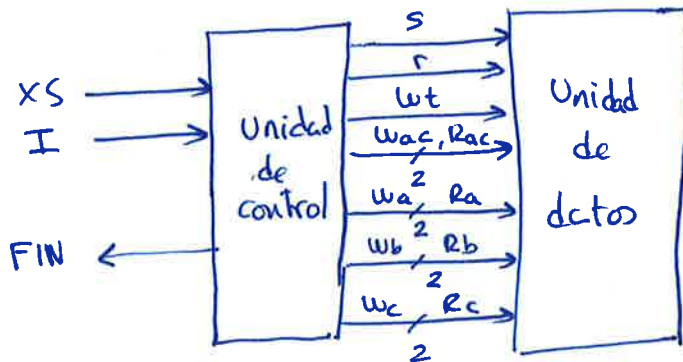 S
r
wt
wac, Rac
2
wa Ra
2
wb Rb
2
wc Rc
2
XS
I
FIN
Unidad
de
control
Unidad
de
datos